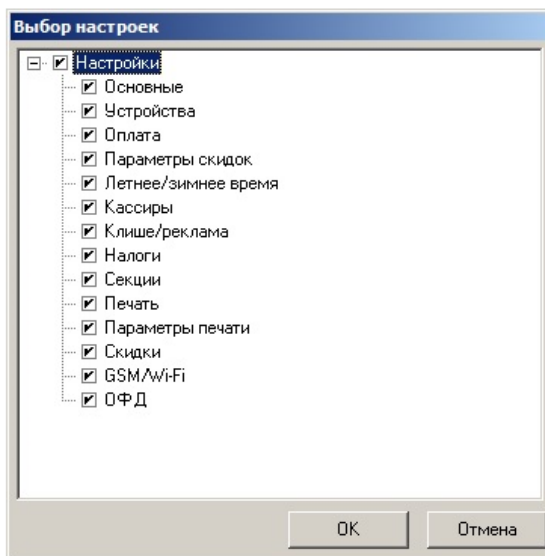 Выбор настроек
Настройки
Основные
Устройства
Оплата
Параметры скидок
Летнее/зимнее время
Кассиры
Клише/реклама
Налоги
Секции
Печать
Параметры печати
Скидки
GSM/Wi-Fi
ОФД
OK
Отмена